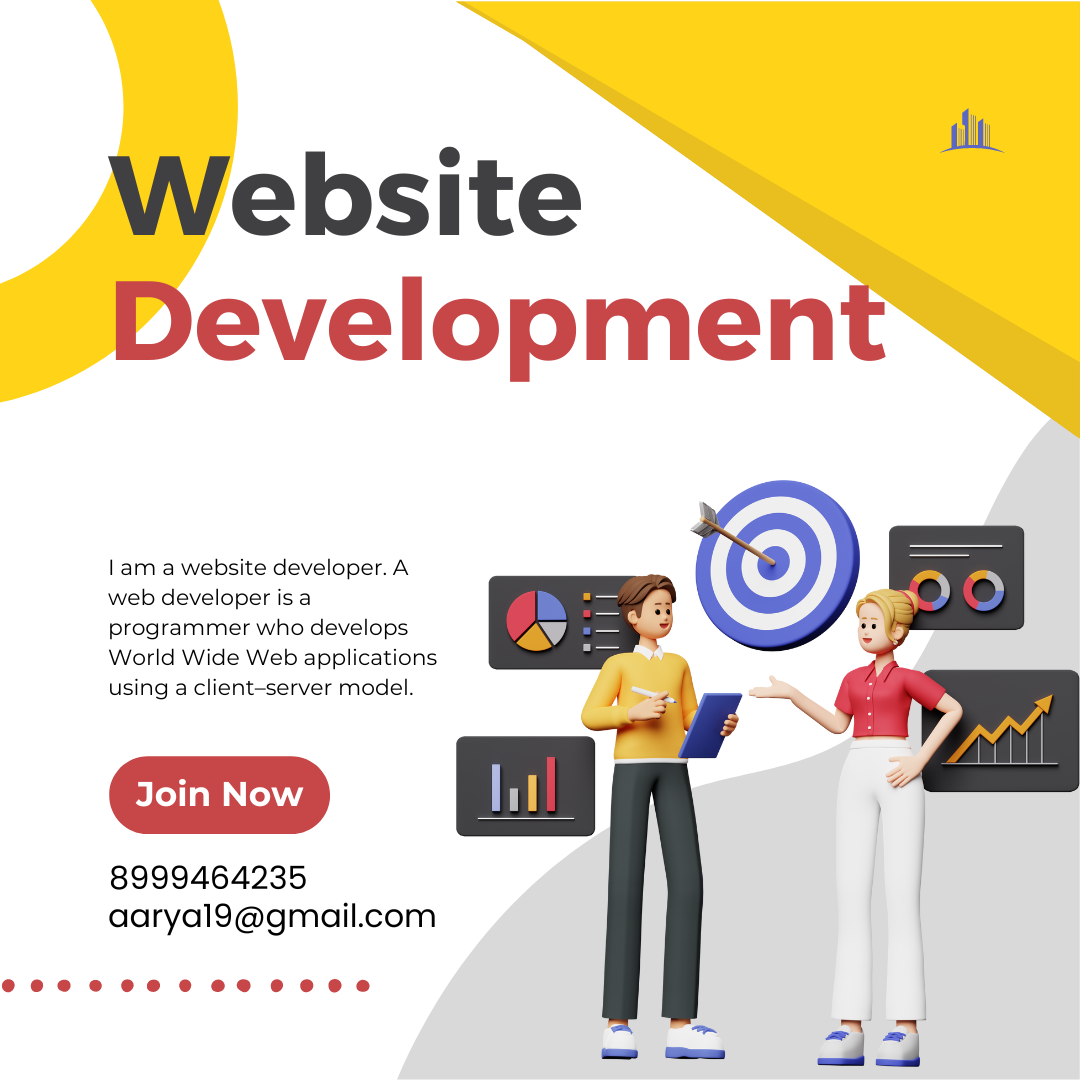 Website
Development
I am a website developer. A
web developer is a
programmer who develops
World Wide Web applications
using a client–server model.
Join Now
8999464235
aarya19@gmail.com